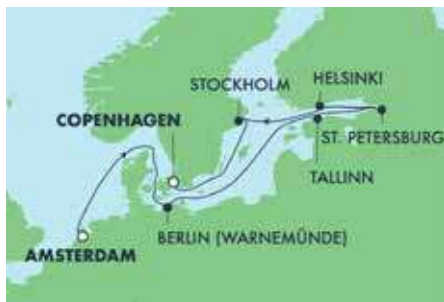 STOCKHOLM
HELSINKI
COPENHAGEN
ST. PETERSBURG
TALLINN
AMSTERDAM
BERLIN (WARNEMÜNDE)